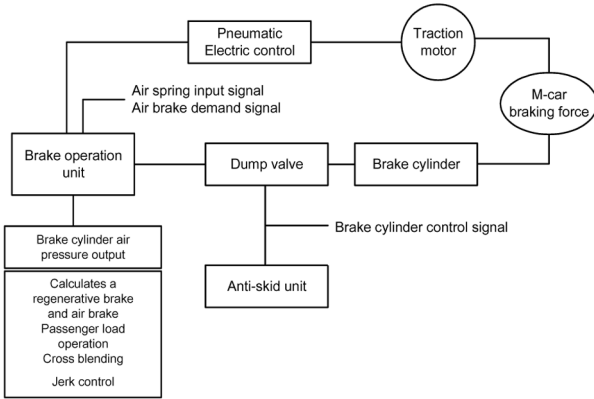 Pneumatic
Electric control
Traction
motor
M-car
braking force
Air spring input signal
Air brake demand signal
Brake operation
unit
Dump valve
Brake cylinder
Brake cylinder control signal
Anti-skid unit
Brake cylinder air
pressure output
Calculates a
regenerative brake
and air brake
Passenger load
operation
Cross blending
Jerk control